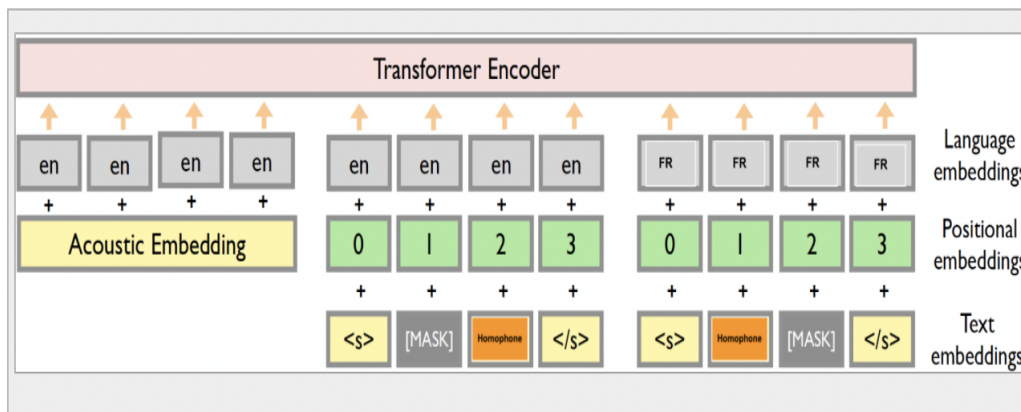 Transformer Encoder
en en en en en en en en FR FR FR FR Language embeddings
+ + + + + + + + + + + +
Acoustic Embedding 0 1 2 3 0 1 2 3 Positional embeddings
+ + + + + + + +
<s> [MASK] Homophone </s> <s> Homophone [MASK] </s> Text embeddings